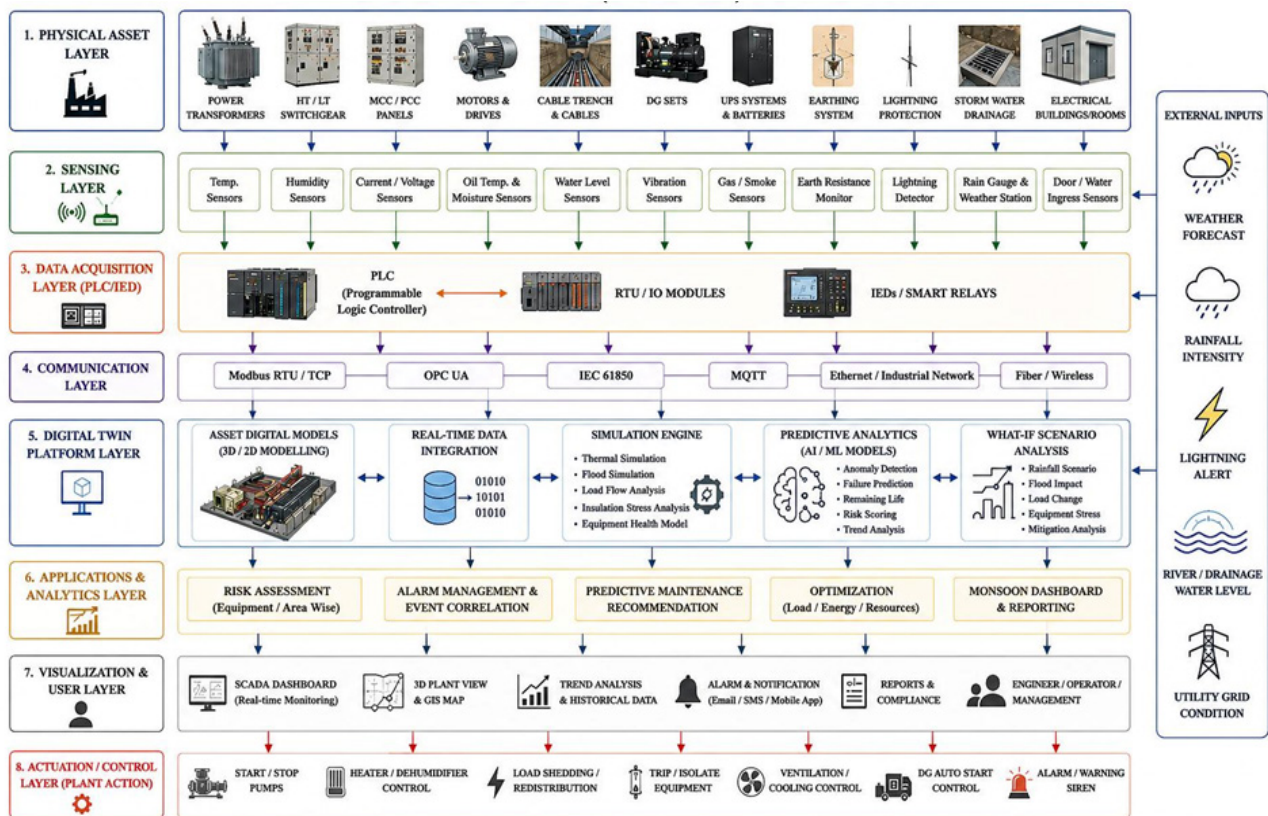 1. PHYSICAL ASSET
LAYER
POWER
TRANSFORMERS
HT / LT
SWITCHGEAR
MCC / PCC
PANELS
MOTORS &
DRIVES
CABLE TRENCH
& CABLES
DG SETS
UPS SYSTEMS
& BATTERIES
EARTHING
SYSTEM
LIGHTNING
PROTECTION
STORM WATER
DRAINAGE
ELECTRICAL
BUILDINGS/ROOMS
2. SENSING
LAYER
Temp.
Sensors
Humidity
Sensors
Current / Voltage
Sensors
Oil Temp. &
Moisture Sensors
Water Level
Sensors
Vibration
Sensors
Gas / Smoke
Sensors
Earth Resistance
Monitor
Lightning
Detector
Rain Gauge &
Weather Station
Door / Water
Ingress Sensors
3. DATA ACQUISITION
LAYER (PLC/IED)
PLC
(Programmable
Logic Controller)
RTU / IO MODULES
IEDs / SMART RELAYS
4. COMMUNICATION
LAYER
Modbus RTU / TCP
OPC UA
IEC 61850
MQTT
Ethernet / Industrial Network
Fiber / Wireless
5. DIGITAL TWIN
PLATFORM LAYER
ASSET DIGITAL MODELS
(3D / 2D MODELLING)
REAL-TIME DATA
INTEGRATION
01010
10101
01010
SIMULATION ENGINE
• Thermal Simulation
• Flood Simulation
• Load Flow Analysis
• Insulation Stress Analysis
• Equipment Health Model
PREDICTIVE ANALYTICS
(AI / ML MODELS)
• Anomaly Detection
• Failure Prediction
• Remaining Life
• Risk Scoring
• Trend Analysis
WHAT-IF SCENARIO
ANALYSIS
• Rainfall Scenario
• Flood Impact
• Load Change
• Equipment Stress
• Mitigation Analysis
6. APPLICATIONS &
ANALYTICS LAYER
RISK ASSESSMENT
(Equipment / Area Wise)
ALARM MANAGEMENT &
EVENT CORRELATION
PREDICTIVE MAINTENANCE
RECOMMENDATION
OPTIMIZATION
(Load / Energy / Resources)
MONSOON DASHBOARD
& REPORTING
7. VISUALIZATION &
USER LAYER
SCADA DASHBOARD
(Real-time Monitoring)
3D PLANT VIEW
& GIS MAP
TREND ANALYSIS
& HISTORICAL DATA
ALARM & NOTIFICATION
(Email / SMS / Mobile App)
REPORTS &
COMPLIANCE
ENGINEER / OPERATOR /
MANAGEMENT
8. ACTUATION / CONTROL
LAYER (PLANT ACTION)
START / STOP
PUMPS
HEATER / DEHUMIDIFIER
CONTROL
LOAD SHEDDING /
REDISTRIBUTION
TRIP / ISOLATE
EQUIPMENT
VENTILATION /
COOLING CONTROL
DG AUTO START
CONTROL
ALARM / WARNING
SIREN
EXTERNAL INPUTS
WEATHER
FORECAST
RAINFALL
INTENSITY
LIGHTNING
ALERT
RIVER / DRAINAGE
WATER LEVEL
UTILITY GRID
CONDITION